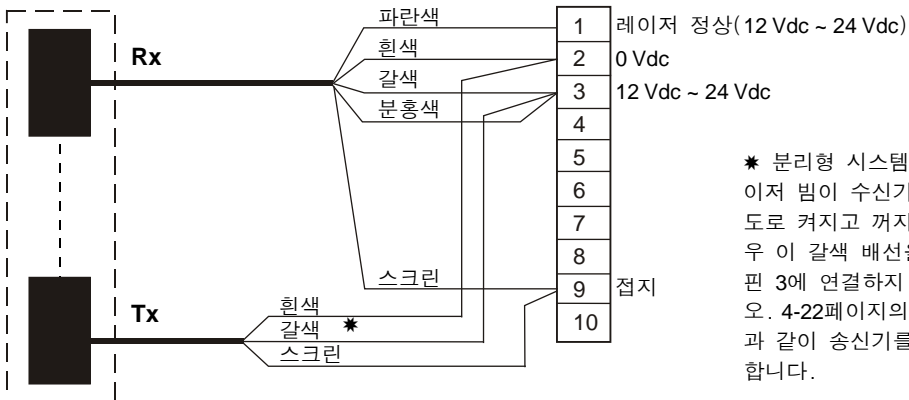 파란색
흰색
갈색
분홍색
스크린
Rx
Tx
흰색
갈색 ✸
스크린
1 레이저 정상(12 Vdc ~ 24 Vdc)
2 0 Vdc
3 12 Vdc ~ 24 Vdc
4
5
6
7
8
9 접지
10
✸ 분리형 시스템
이저 빔이 수신기
도로 켜지고 꺼지
우 이 갈색 배선을
핀 3에 연결하지
오. 4-22페이지의
과 같이 송신기를
합니다.